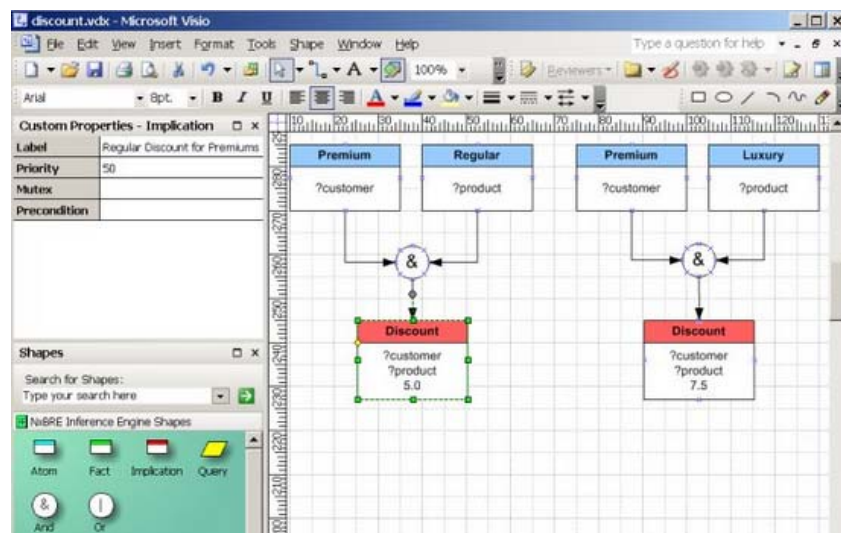 discount.vdx - Microsoft Visio
File Edit View Insert Format Tools Shape Window Help Type a question for help
100% Reviewers
Arial 8pt. B I U A
Custom Properties - Implication
Label Regular Discount for Premiums
Priority 50
Mutex
Precondition
Premium Regular Premium Luxury
?customer ?product ?customer ?product
& &
Discount Discount
?customer ?customer
?product ?product
5.0 7.5
Shapes
Search for Shapes:
Type your search here
NxBRE Inference Engine Shapes
Atom Fact Implication Query
& |
And Or